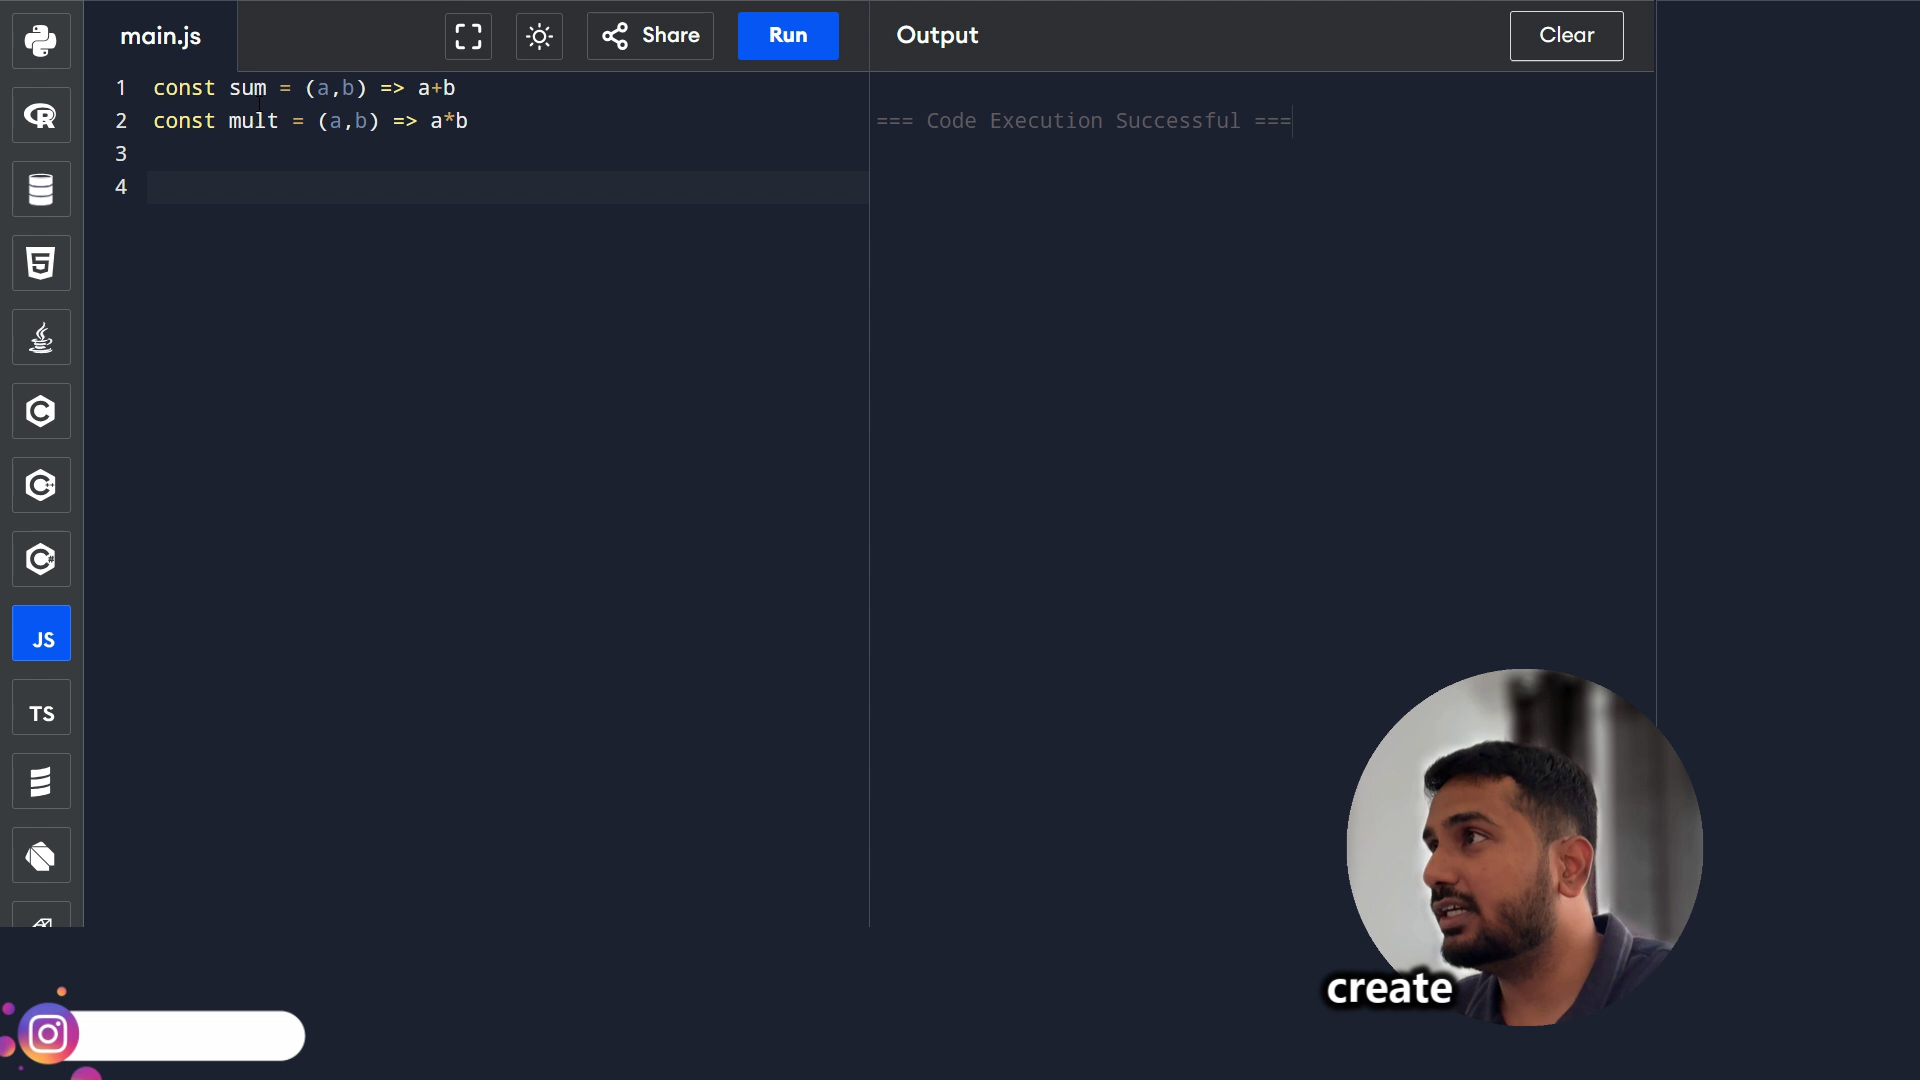 main.js
Share
Run
Output
Clear
1 const sum = (a,b) => a+b
2 const mult = (a,b) => a*b
3
4
=== Code Execution Successful ===
JS
TS
create